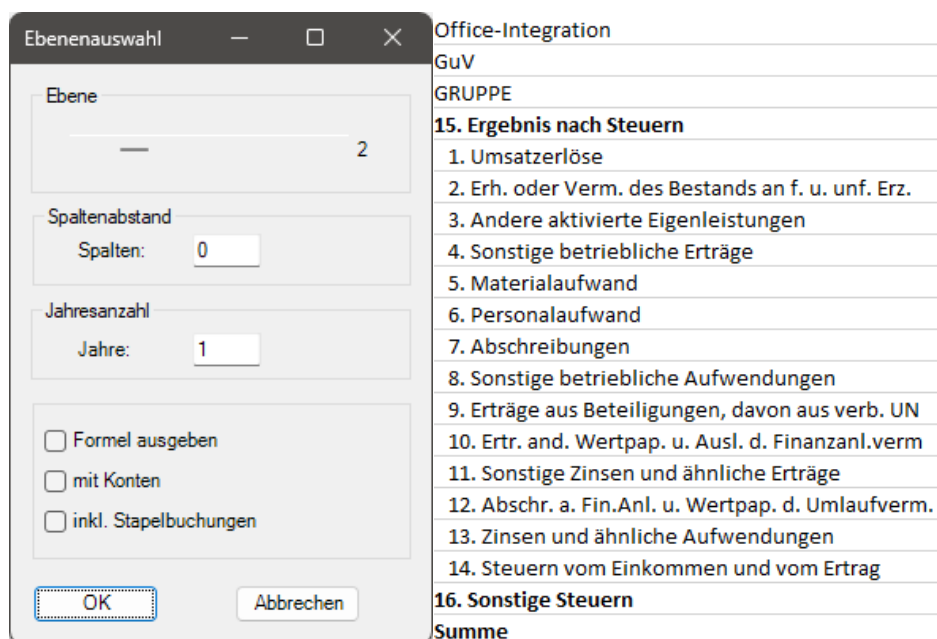 Ebenenauswahl
Ebene
2
Spaltenabstand
Spalten: 0
Jahresanzahl
Jahre: 1
Formel ausgeben
mit Konten
inkl. Stapelbuchungen
OK Abbrechen
Office-Integration
GuV
GRUPPE
15. Ergebnis nach Steuern
1. Umsatzerlöse
2. Erh. oder Verm. des Bestands an f. u. unf. Erz.
3. Andere aktivierte Eigenleistungen
4. Sonstige betriebliche Erträge
5. Materialaufwand
6. Personalaufwand
7. Abschreibungen
8. Sonstige betriebliche Aufwendungen
9. Erträge aus Beteiligungen, davon aus verb. UN
10. Ertr. and. Wertpap. u. Ausl. d. Finanzanl.verm
11. Sonstige Zinsen und ähnliche Erträge
12. Abschr. a. Fin.Anl. u. Wertpap. d. Umlaufverm.
13. Zinsen und ähnliche Aufwendungen
14. Steuern vom Einkommen und vom Ertrag
16. Sonstige Steuern
Summe